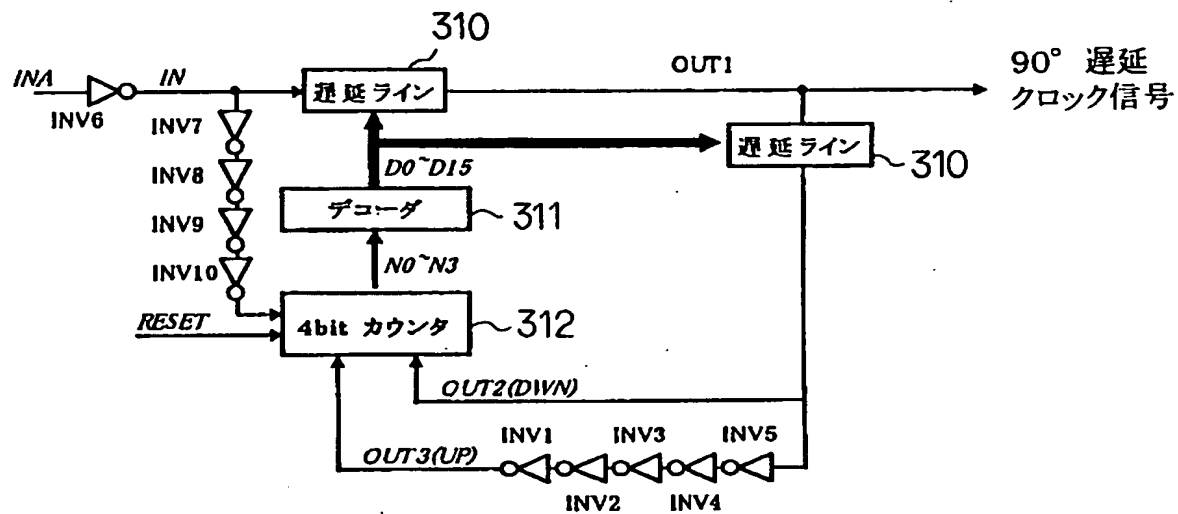 310
INA
IN
INV6
遅延ライン
OUT1
90° 遅延
クロック信号
INV7
INV8
INV9
INV10
遅延ライン
310
D0~D15
デコーダ
311
N0~N3
RESET
4bit カウンタ
312
OUT2(DWN)
OUT3(UP)
INV1
INV3
INV5
INV2
INV4